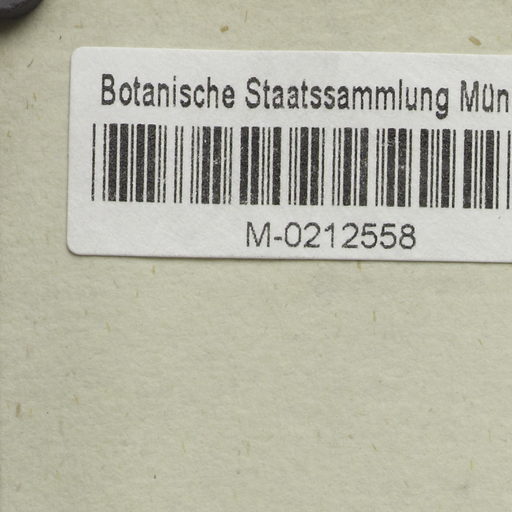 Botanische Staatssammlung Mün
M-0212558